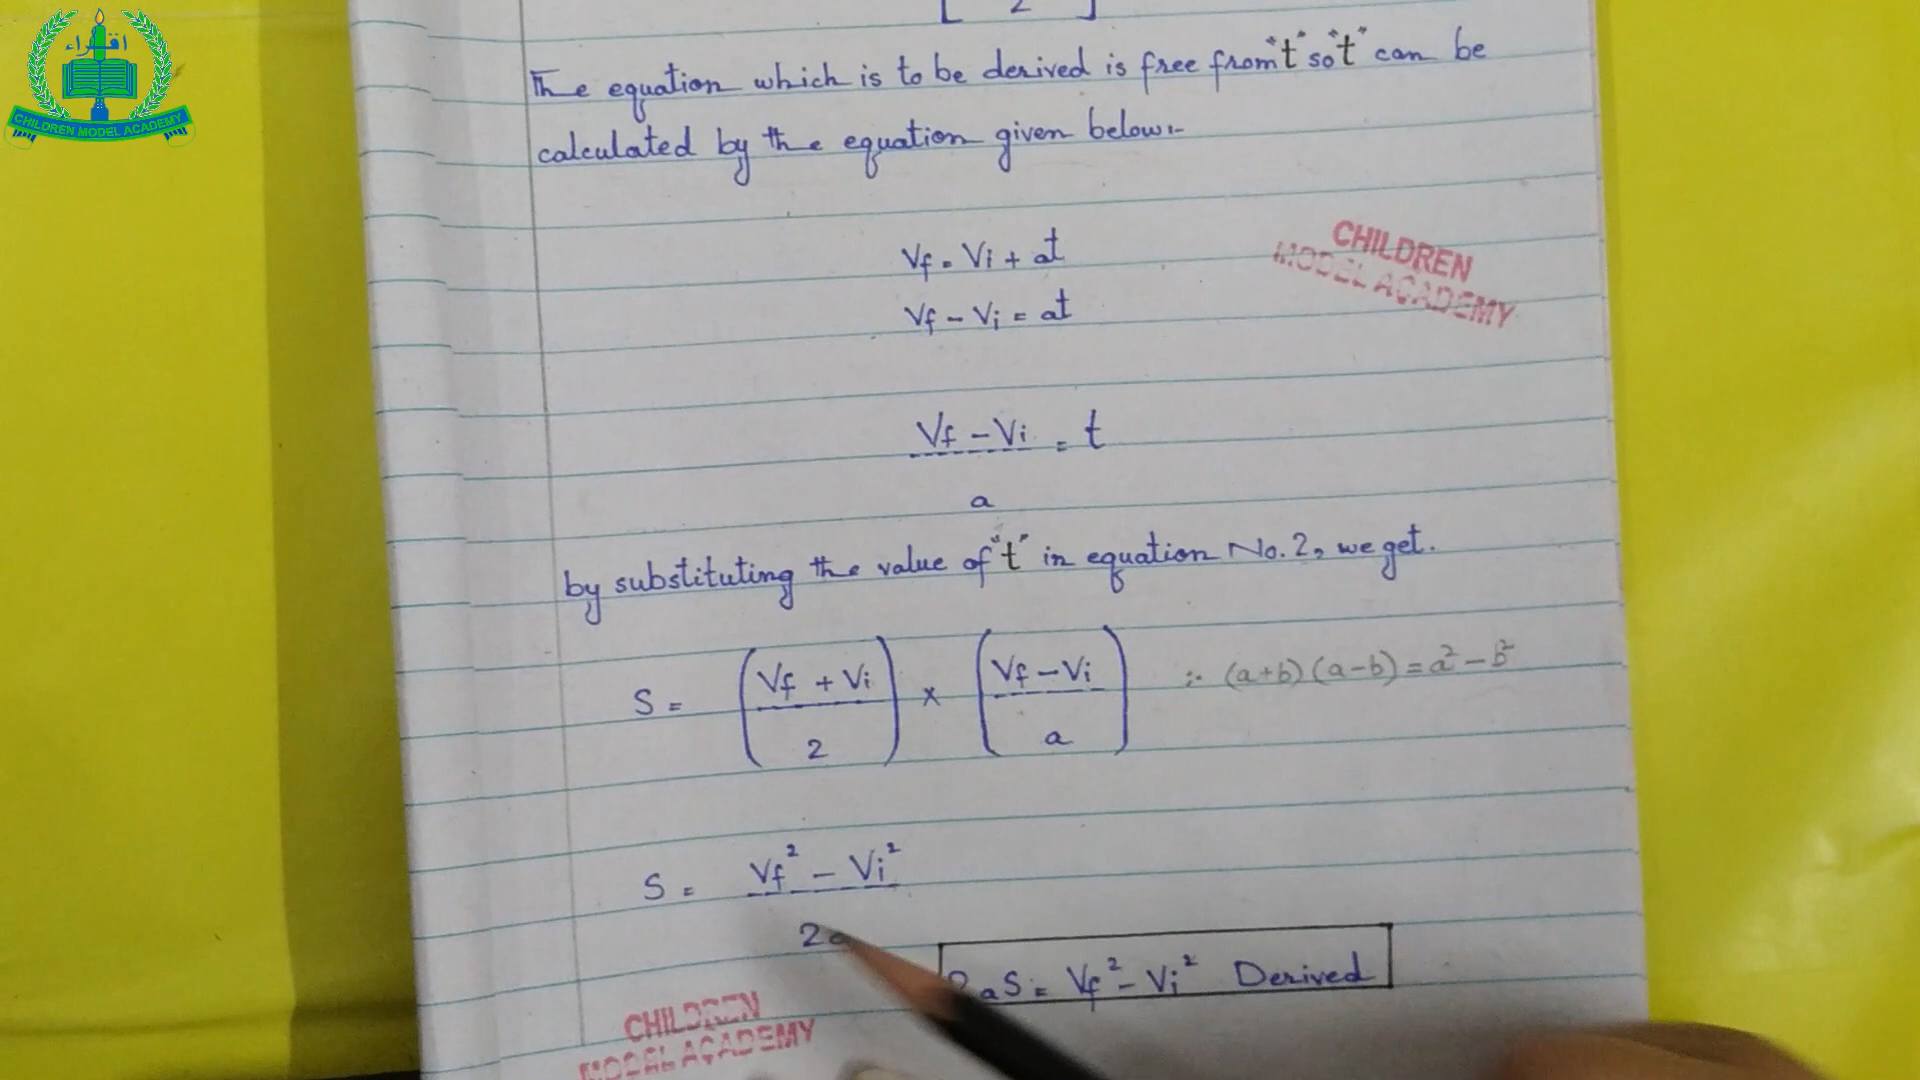 اقراء
CHILDREN MODEL ACADEMY
[ 2 ]
The equation which is to be derived is free from "t" so "t" can be
calculated by the equation given below:-
Vf = Vi + at
Vf - Vi = at
CHILDREN
MODEL ACADEMY
Vf - Vi = t
a
by substituting the value of "t" in equation No. 2, we get.
S = (Vf + Vi / 2) × (Vf - Vi / a) ∵ (a+b)(a-b) = a² - b²
S = Vf² - Vi²
2a
2aS = Vf² - Vi² Derived
CHILDREN
MODEL ACADEMY